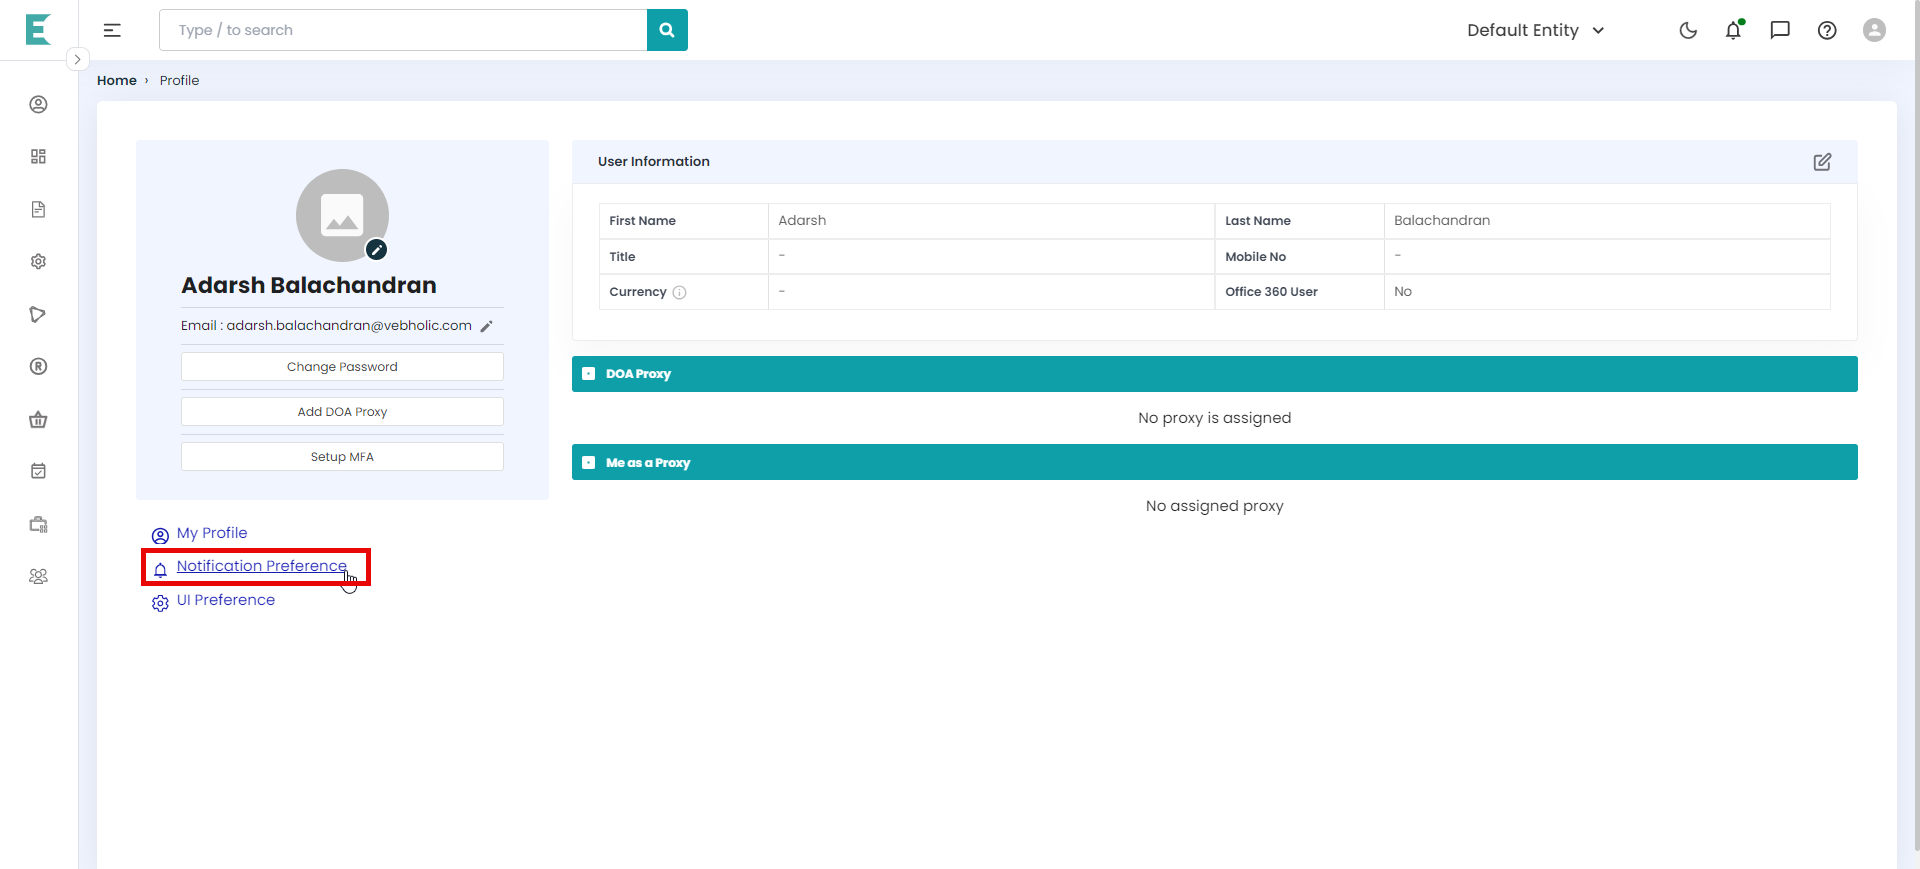 E
Type / to search
Default Entity
Home › Profile
Adarsh Balachandran
Email : adarsh.balachandran@vebholic.com
Change Password
Add DOA Proxy
Setup MFA
My Profile
Notification Preference
UI Preference
User Information
First Name Adarsh Last Name Balachandran
Title - Mobile No -
Currency - Office 360 User No
DOA Proxy
No proxy is assigned
Me as a Proxy
No assigned proxy